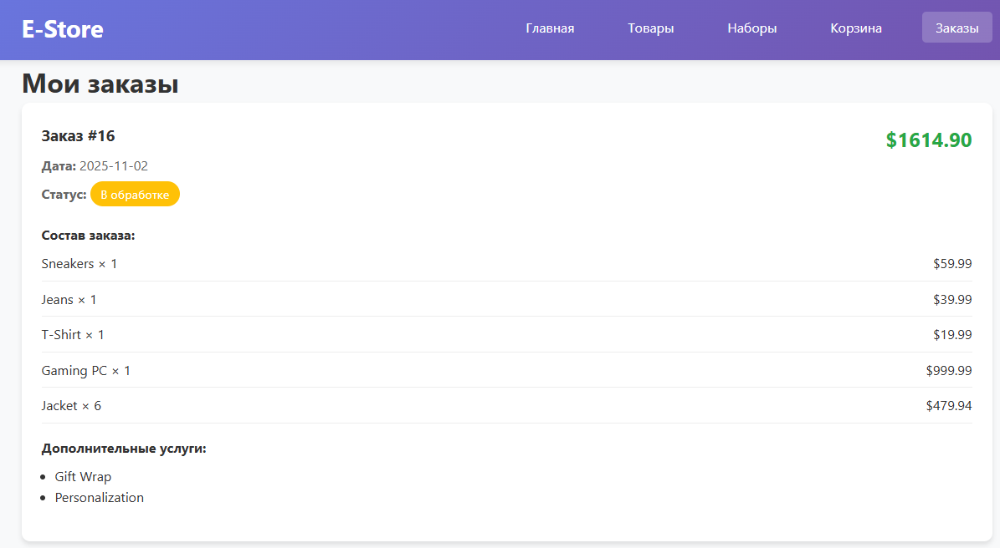 E-Store
Главная
Товары
Наборы
Корзина
Заказы
Мои заказы
Заказ #16
$1614.90
Дата: 2025-11-02
Статус: В обработке
Состав заказа:
Sneakers × 1 $59.99
Jeans × 1 $39.99
T-Shirt × 1 $19.99
Gaming PC × 1 $999.99
Jacket × 6 $479.94
Дополнительные услуги:
• Gift Wrap
• Personalization